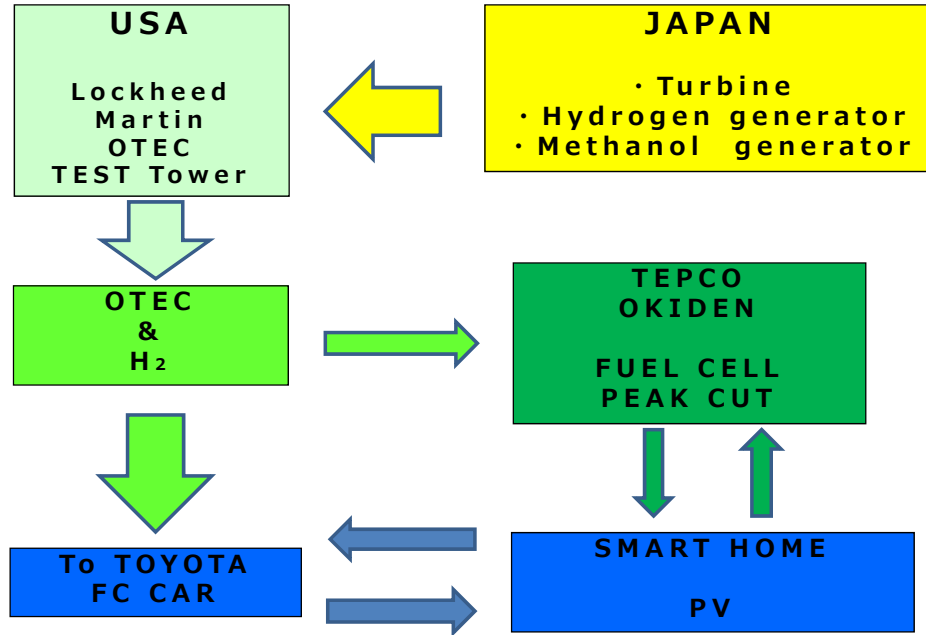 USA
Lockheed
Martin
OTEC
TEST Tower
JAPAN
・Turbine
・Hydrogen generator
・Methanol generator
OTEC
&
H₂
TEPCO
OKIDEN
FUEL CELL
PEAK CUT
To TOYOTA
FC CAR
SMART HOME
PV